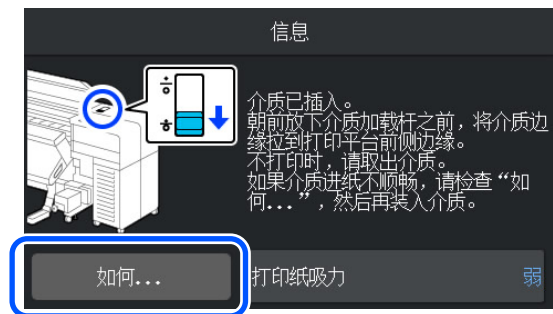 信息
介质已插入。
朝前放下介质加载杆之前，将介质边
缘拉到打印平台前侧边缘。
不打印时，请取出介质。
如果介质进纸不顺畅，请检查“如
何...”，然后再装入介质。
如何...
打印纸吸力
弱